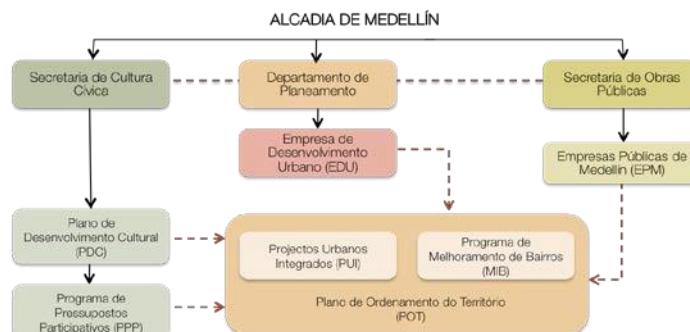 ALCADIA DE MEDELLÍN
Secretaria de Cultura
Cívica
Departamento de
Planeamento
Secretaria de Obras
Públicas
Empresa de
Desenvolvimento
Urbano (EDU)
Empresas Públicas de
Medellín (EPM)
Plano de
Desenvolvimento Cultural
(PDC)
Projectos Urbanos
Integrados (PUI)
Programa de
Melhoramento de Bairros
(MIB)
Plano de Ordenamento do Território
(POT)
Programa de
Pressupostos
Participativos (PPP)